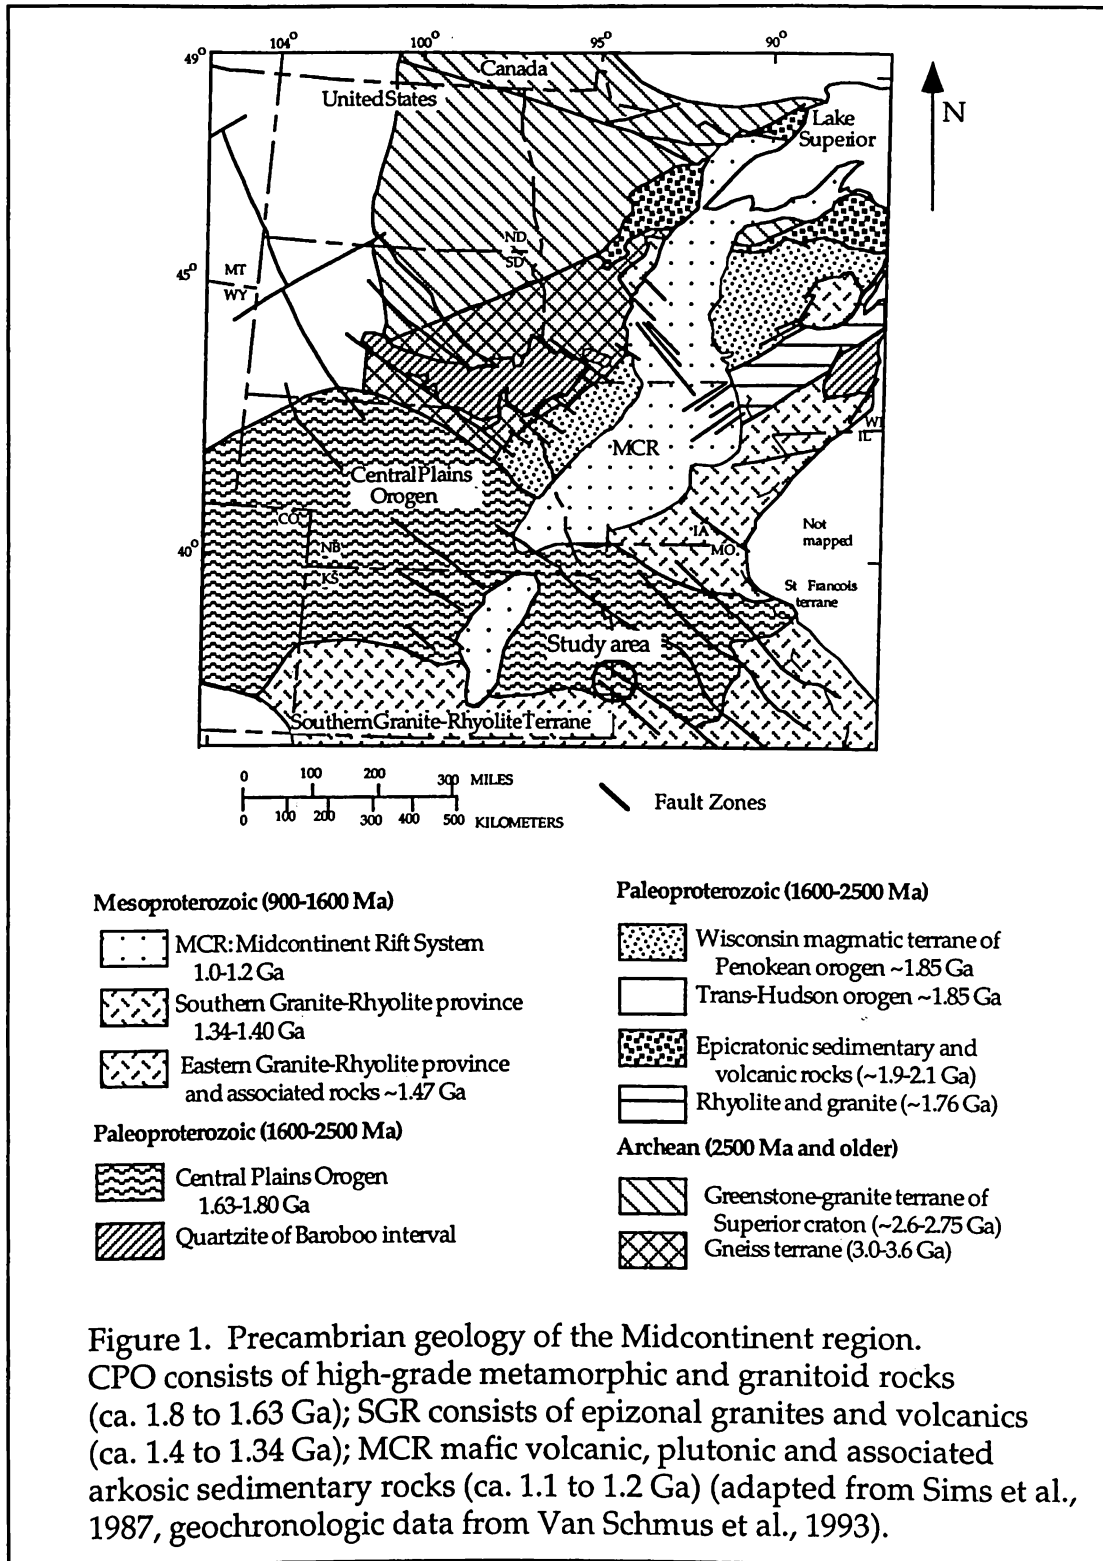 104° 100° 95° 90°
49°
Canada
United States
Lake
Superior
N
ND
SD
45°
MT
WY
WI
IL
MCR
Central Plains
Orogen
CO
Not
mapped
IA
MO
40°
NB
KS
St Francois
terrane
Study area
Southern Granite-Rhyolite Terrane
0 100 200 300 MILES
0 100 200 300 400 500 KILOMETERS
Fault Zones
Mesoproterozoic (900-1600 Ma)
MCR: Midcontinent Rift System
1.0-1.2 Ga
Southern Granite-Rhyolite province
1.34-1.40 Ga
Eastern Granite-Rhyolite province
and associated rocks ~1.47 Ga
Paleoproterozoic (1600-2500 Ma)
Central Plains Orogen
1.63-1.80 Ga
Quartzite of Baroboo interval
Paleoproterozoic (1600-2500 Ma)
Wisconsin magmatic terrane of
Penokean orogen ~1.85 Ga
Trans-Hudson orogen ~1.85 Ga
Epicratonic sedimentary and
volcanic rocks (~1.9-2.1 Ga)
Rhyolite and granite (~1.76 Ga)
Archean (2500 Ma and older)
Greenstone-granite terrane of
Superior craton (~2.6-2.75 Ga)
Gneiss terrane (3.0-3.6 Ga)
Figure 1. Precambrian geology of the Midcontinent region.
CPO consists of high-grade metamorphic and granitoid rocks
(ca. 1.8 to 1.63 Ga); SGR consists of epizonal granites and volcanics
(ca. 1.4 to 1.34 Ga); MCR mafic volcanic, plutonic and associated
arkosic sedimentary rocks (ca. 1.1 to 1.2 Ga) (adapted from Sims et al.,
1987, geochronologic data from Van Schmus et al., 1993).